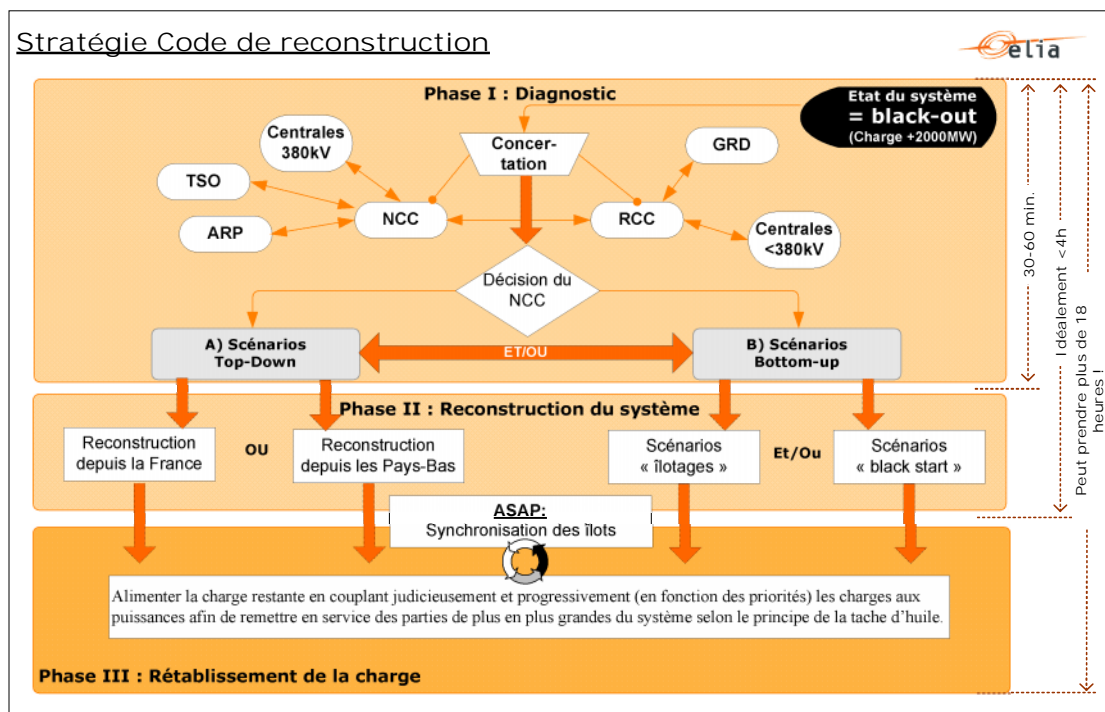 Stratégie Code de reconstruction
elia
Phase I : Diagnostic
Etat du système
= black-out
(Charge +2000MW)
Centrales
380kV
Concer-
tation
GRD
TSO
NCC
RCC
ARP
Centrales
<380kV
Décision du
NCC
A) Scénarios
Top-Down
ET/OU
B) Scénarios
Bottom-up
30-60 min.
Idéalement <4h
Peut prendre plus de 18
heures !
Phase II : Reconstruction du système
Reconstruction
depuis la France
OU
Reconstruction
depuis les Pays-Bas
Scénarios
« îlotages »
Et/Ou
Scénarios
« black start »
ASAP:
Synchronisation des îlots
Alimenter la charge restante en couplant judicieusement et progressivement (en fonction des priorités) les charges aux
puissances afin de remettre en service des parties de plus en plus grandes du système selon le principe de la tache d'huile.
Phase III : Rétablissement de la charge